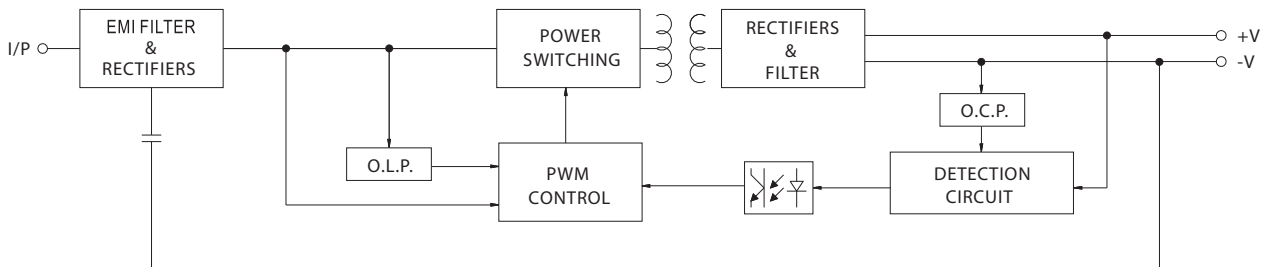 I/P
EMI FILTER
&
RECTIFIERS
POWER
SWITCHING
RECTIFIERS
&
FILTER
+V
-V
O.C.P.
O.L.P.
PWM
CONTROL
DETECTION
CIRCUIT